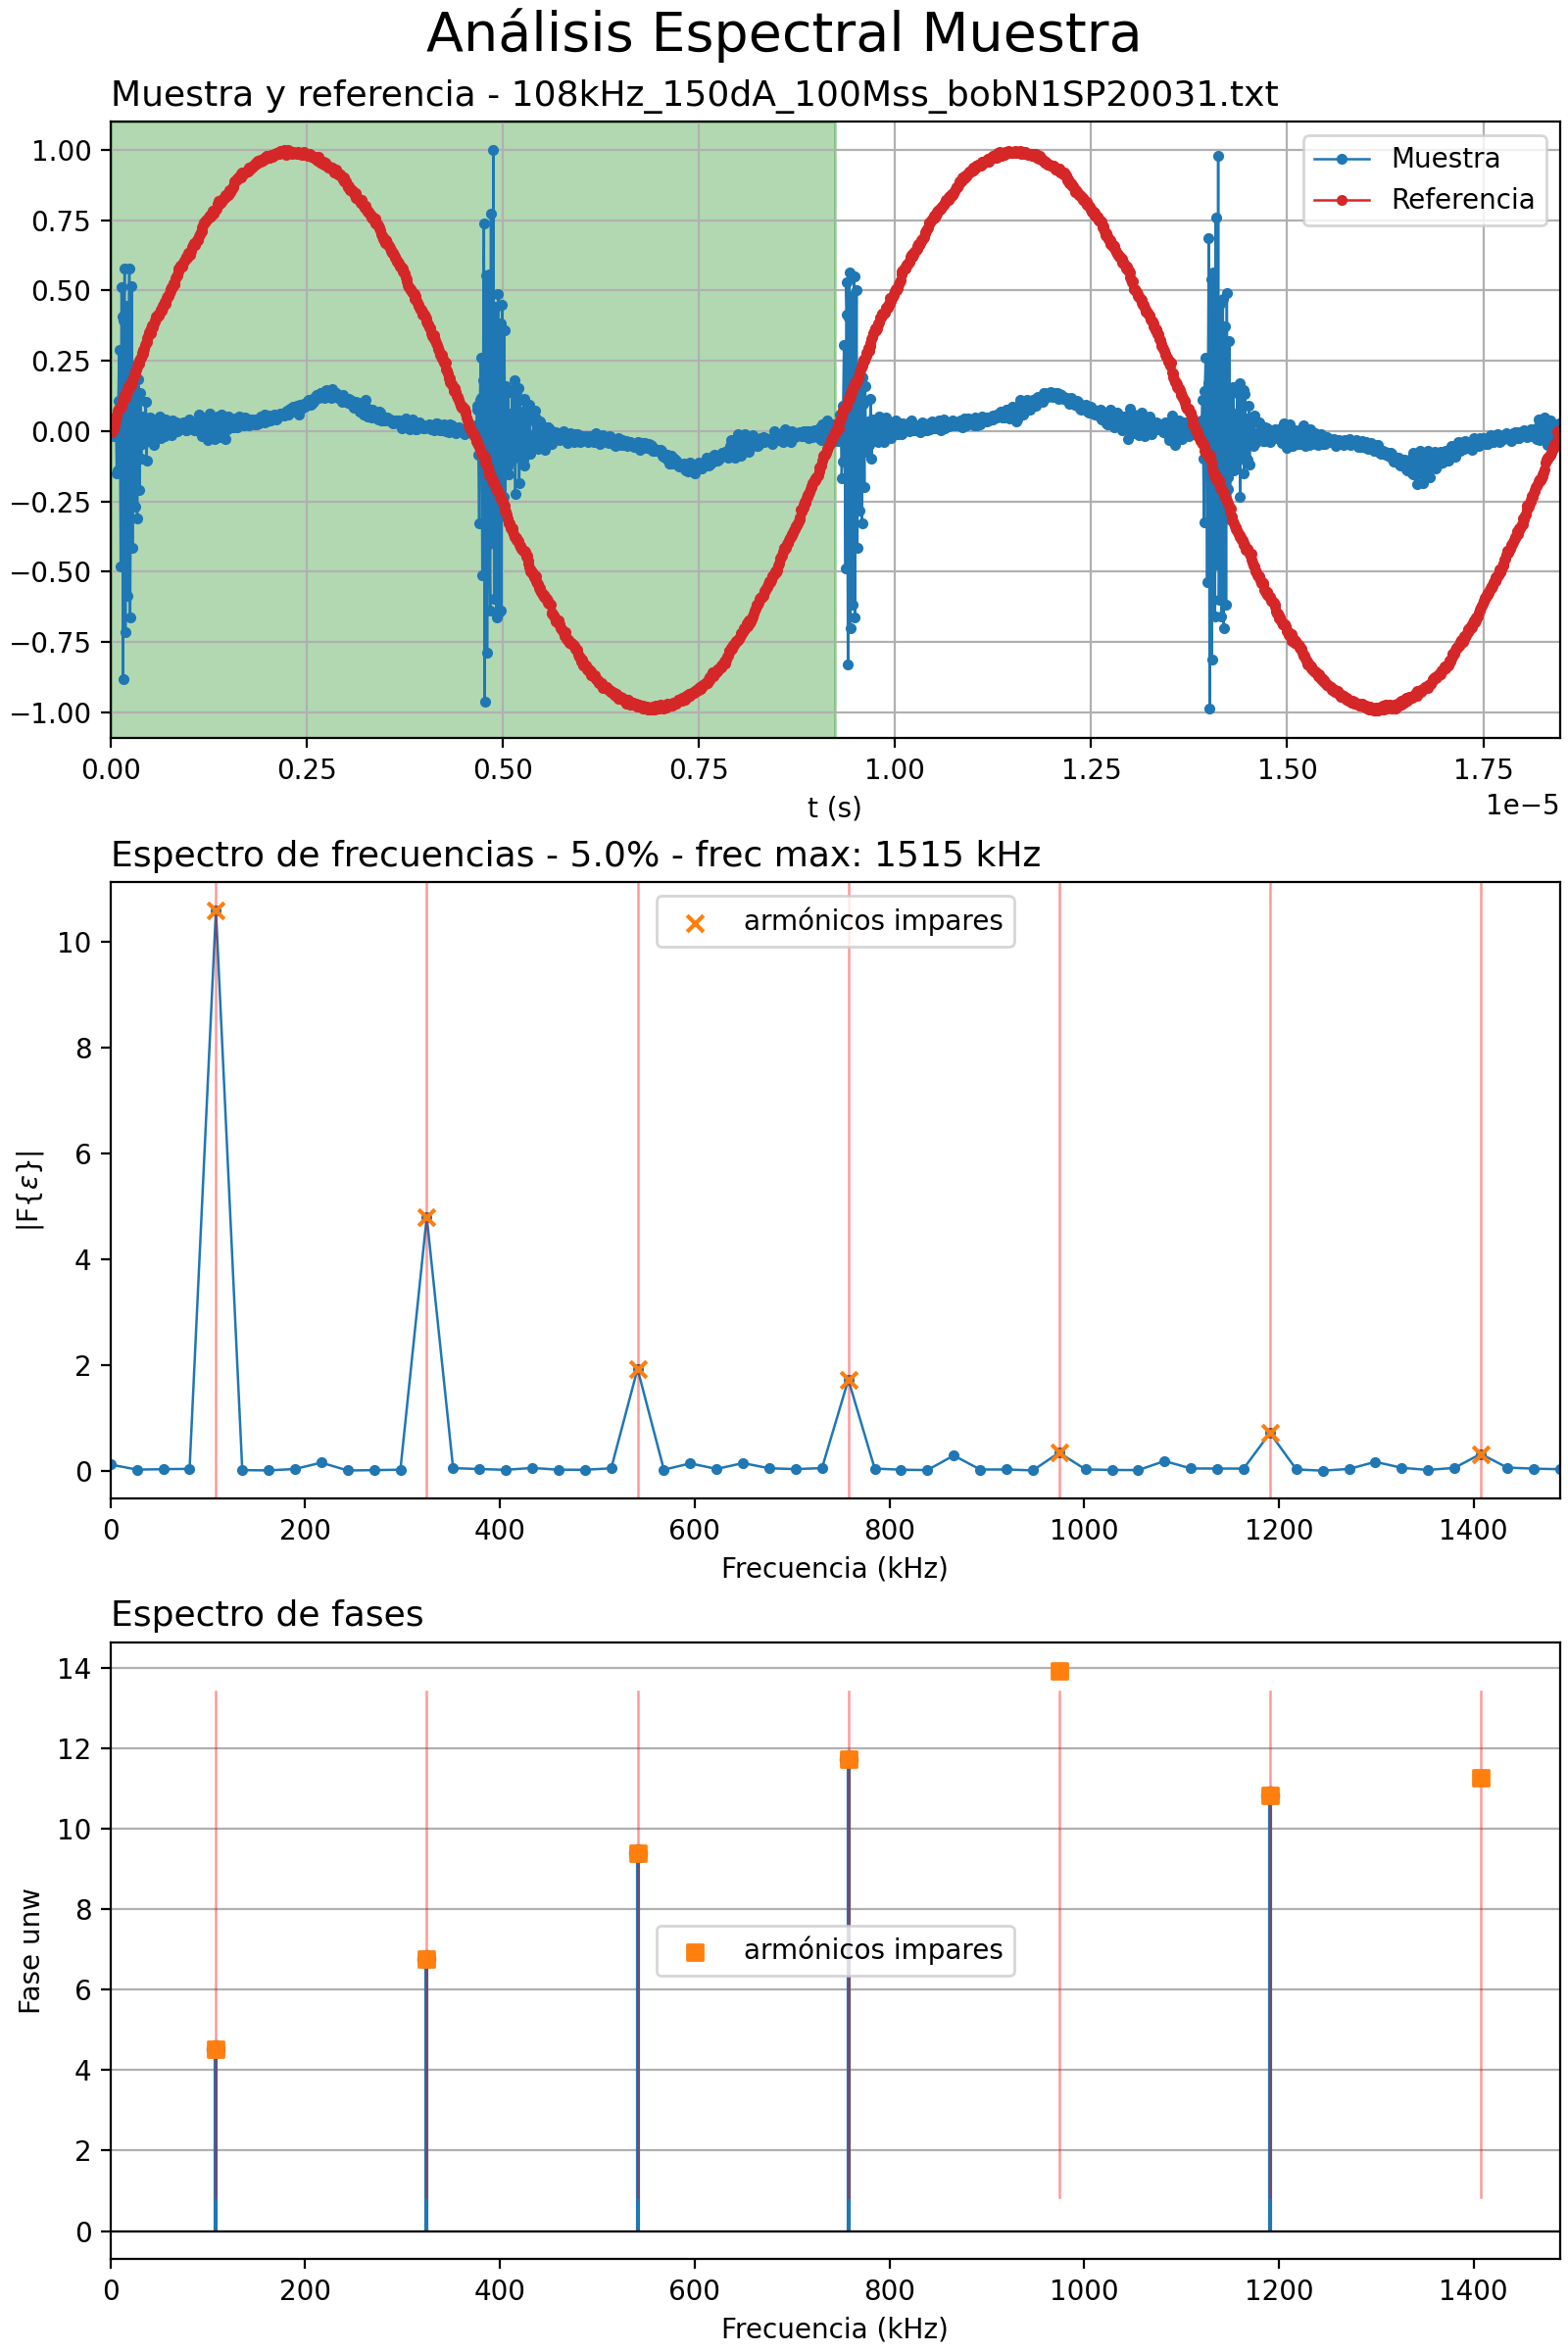 Análisis Espectral Muestra
Muestra y referencia - 108kHz_150dA_100Mss_bobN1SP20031.txt
1.00
0.75
0.50
0.25
0.00
−0.25
−0.50
−0.75
−1.00
Muestra
Referencia
0.00 0.25 0.50 0.75 1.00 1.25 1.50 1.75
t (s)
1e−5
Espectro de frecuencias - 5.0% - frec max: 1515 kHz
armónicos impares
10
8
6
4
2
0
|F{ε}|
0 200 400 600 800 1000 1200 1400
Frecuencia (kHz)
Espectro de fases
14
12
10
8
6
4
2
0
Fase unw
armónicos impares
0 200 400 600 800 1000 1200 1400
Frecuencia (kHz)